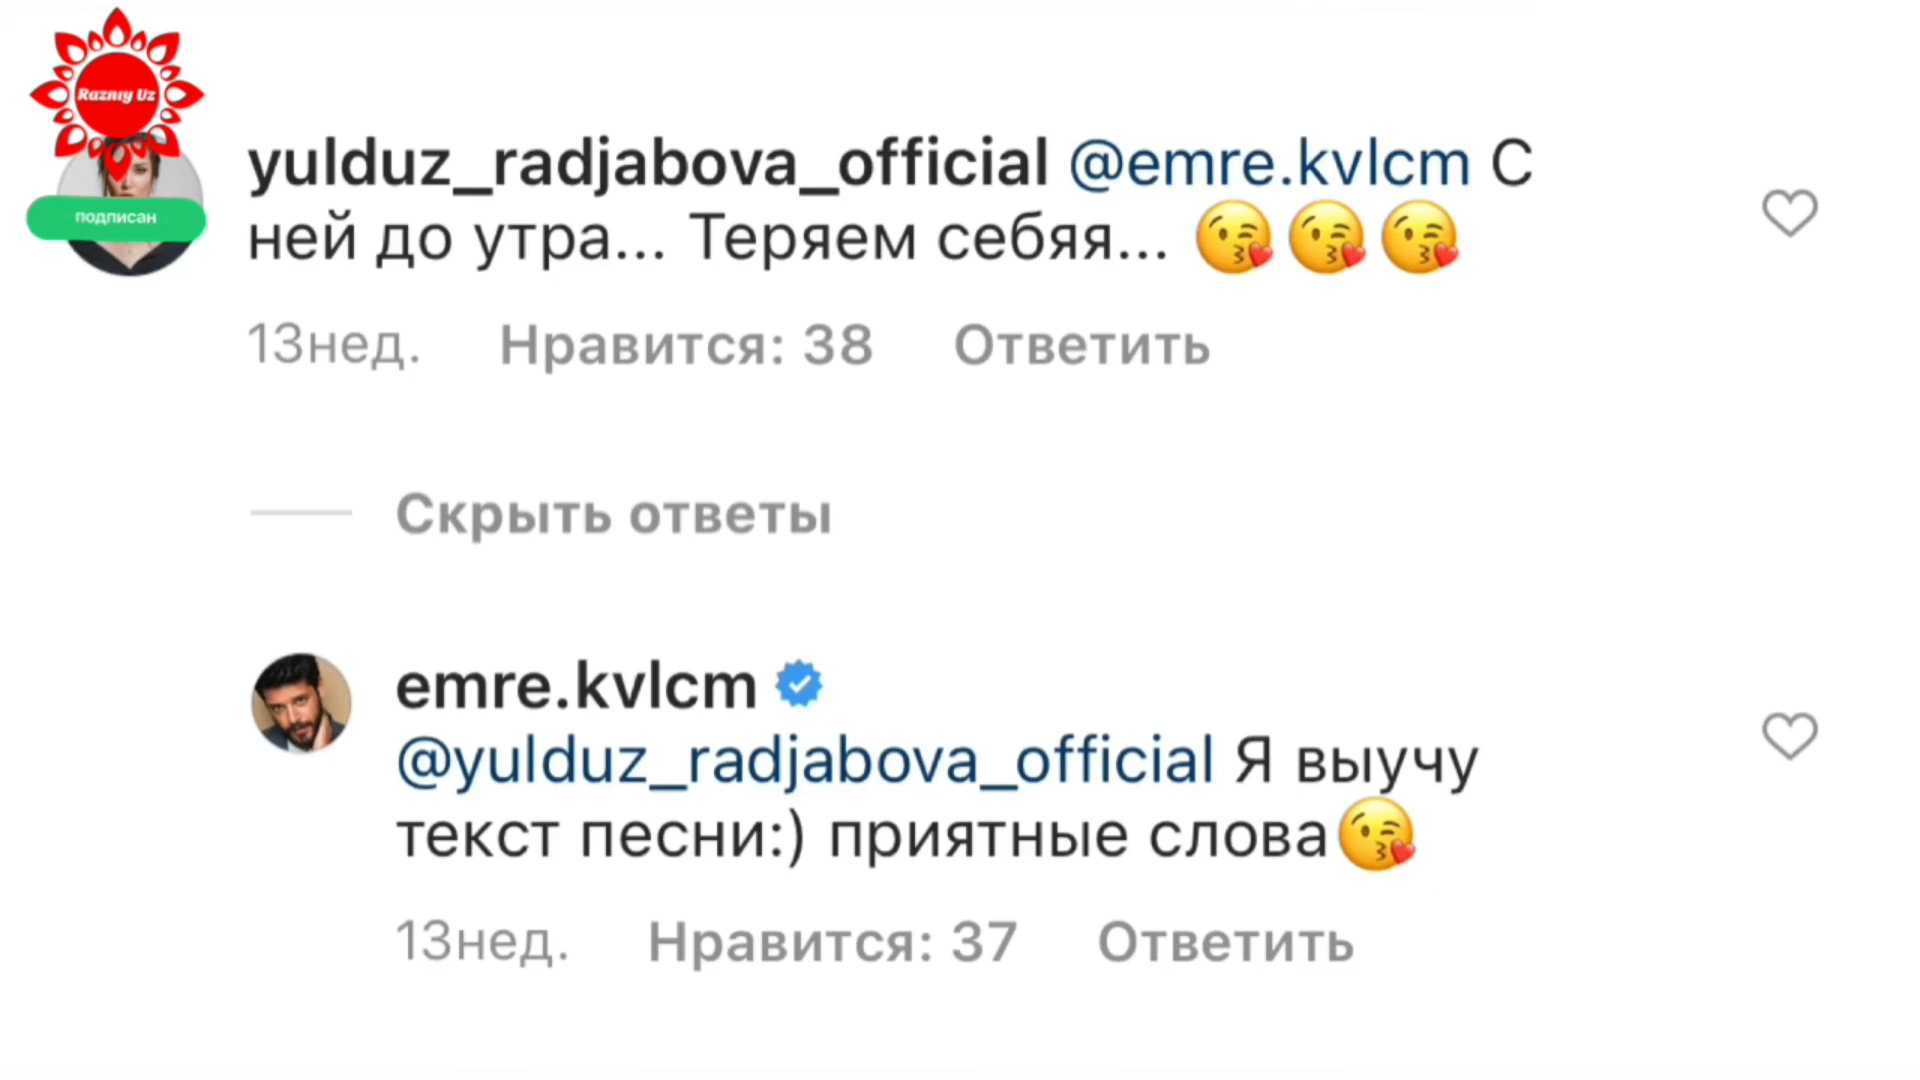 Razniy Uz
подписан
yulduz_radjabova_official @emre.kvlcm С
ней до утра... Теряем себяя... 😘😘😘
13нед. Нравится: 38 Ответить
Скрыть ответы
emre.kvlcm
@yulduz_radjabova_official Я выучу
текст песни:) приятные слова😘
13нед. Нравится: 37 Ответить